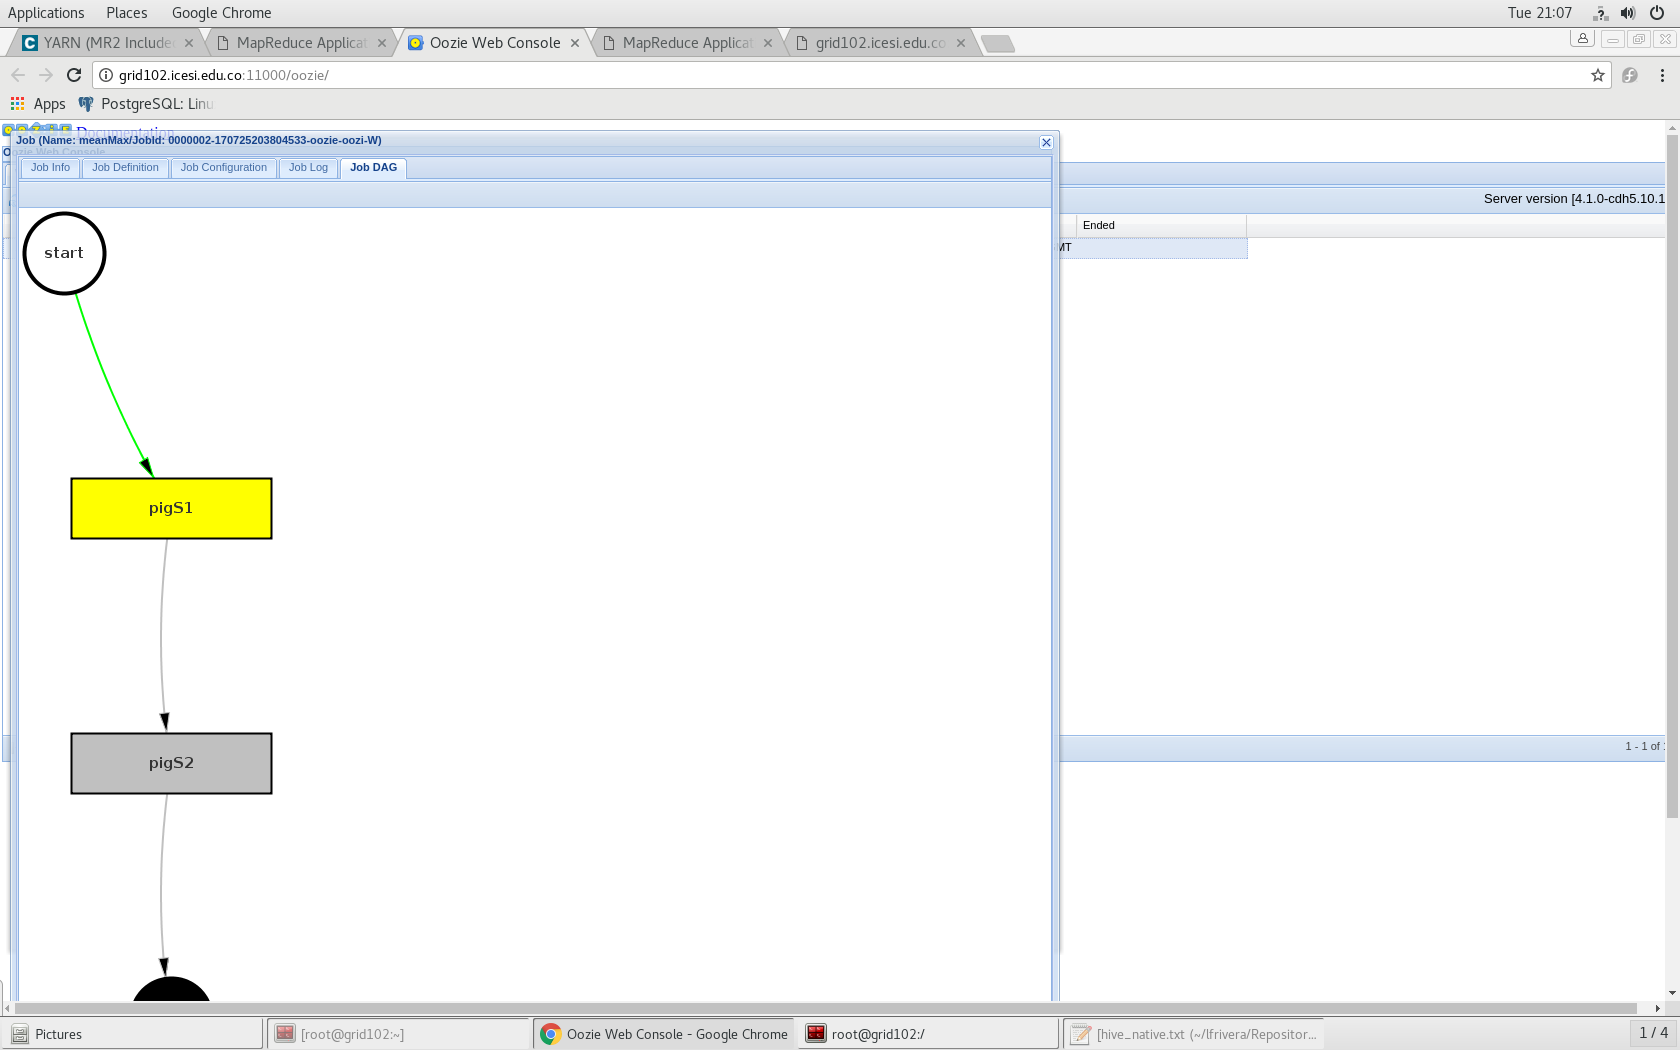 Applications Places Google Chrome Tue 21:07
YARN (MR2 Include MapReduce Applicat Oozie Web Console MapReduce Applicat grid102.icesi.edu.co
grid102.icesi.edu.co:11000/oozie/
Apps PostgreSQL: Linu
Documentation
Job (Name: meanMax/JobId: 0000002-170725203804533-oozie-oozi-W)
Oozie Web Console
Job Info Job Definition Job Configuration Job Log Job DAG
Server version [4.1.0-cdh5.10.1
Ended
MT
start
pigS1
pigS2
1 - 1 of 1
Pictures [root@grid102:~] Oozie Web Console - Google Chrome root@grid102:/ [hive_native.txt (~/lfrivera/Repositor... 1 / 4